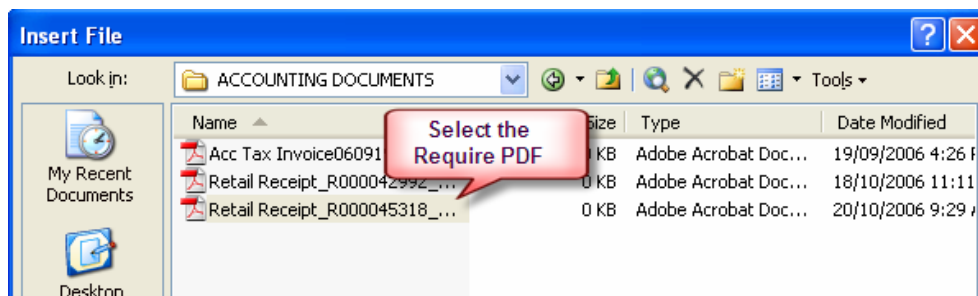 Insert File
Look in: ACCOUNTING DOCUMENTS Tools
Name Size Type Date Modified
Select the
Require PDF
Acc Tax Invoice06091 KB Adobe Acrobat Doc... 19/09/2006 4:26
Retail Receipt_R000042992_... 0 KB Adobe Acrobat Doc... 18/10/2006 11:11
Retail Receipt_R000045318_... 0 KB Adobe Acrobat Doc... 20/10/2006 9:29
My Recent
Documents
Desktop